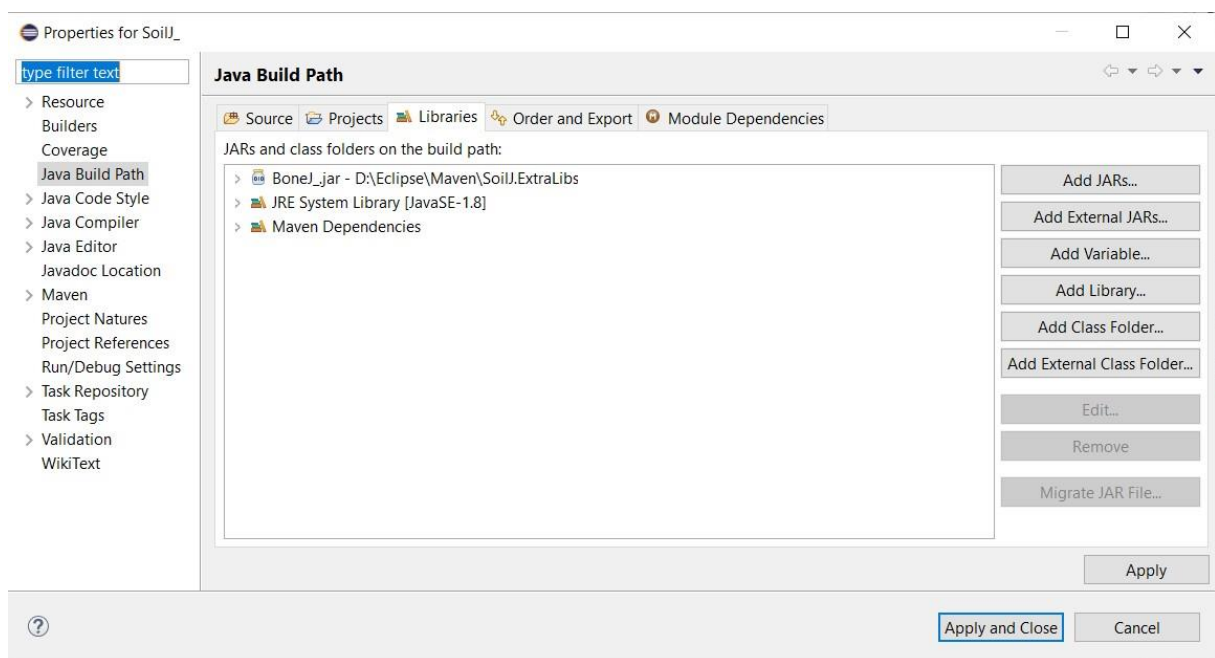 Properties for SoilJ_
type filter text
Resource
Builders
Coverage
Java Build Path
Java Code Style
Java Compiler
Java Editor
Javadoc Location
Maven
Project Natures
Project References
Run/Debug Settings
Task Repository
Task Tags
Validation
WikiText
Java Build Path
Source Projects Libraries Order and Export Module Dependencies
JARs and class folders on the build path:
BoneJ_.jar - D:\Eclipse\Maven\SoilJ.ExtraLibs
JRE System Library [JavaSE-1.8]
Maven Dependencies
Add JARs...
Add External JARs...
Add Variable...
Add Library...
Add Class Folder...
Add External Class Folder...
Edit...
Remove
Migrate JAR File...
Apply
Apply and Close Cancel